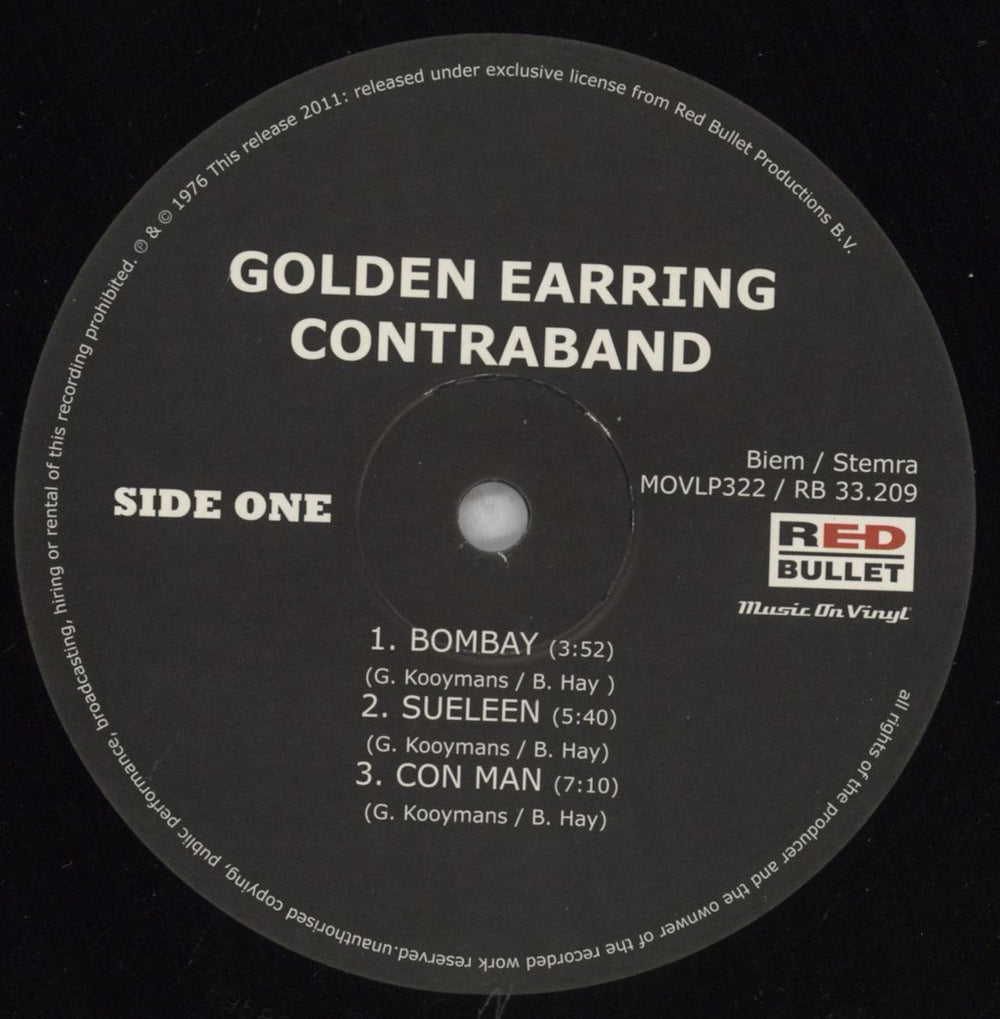 ℗ & © 1976 This release 2011: released under exclusive license from Red Bullet Productions B.V.
GOLDEN EARRING
CONTRABAND
SIDE ONE
Biem / Stemra
MOVLP322 / RB 33.209
RED
BULLET
Music On Vinyl
1. BOMBAY (3:52)
(G. Kooymans / B. Hay )
2. SUELEEN (5:40)
(G. Kooymans / B. Hay)
3. CON MAN (7:10)
(G. Kooymans / B. Hay)
all rights of the producer and the ownwer of the recorded work reserved.unauthorised copying, public performance, broadcasting, hiring or rental of this recording prohibited.